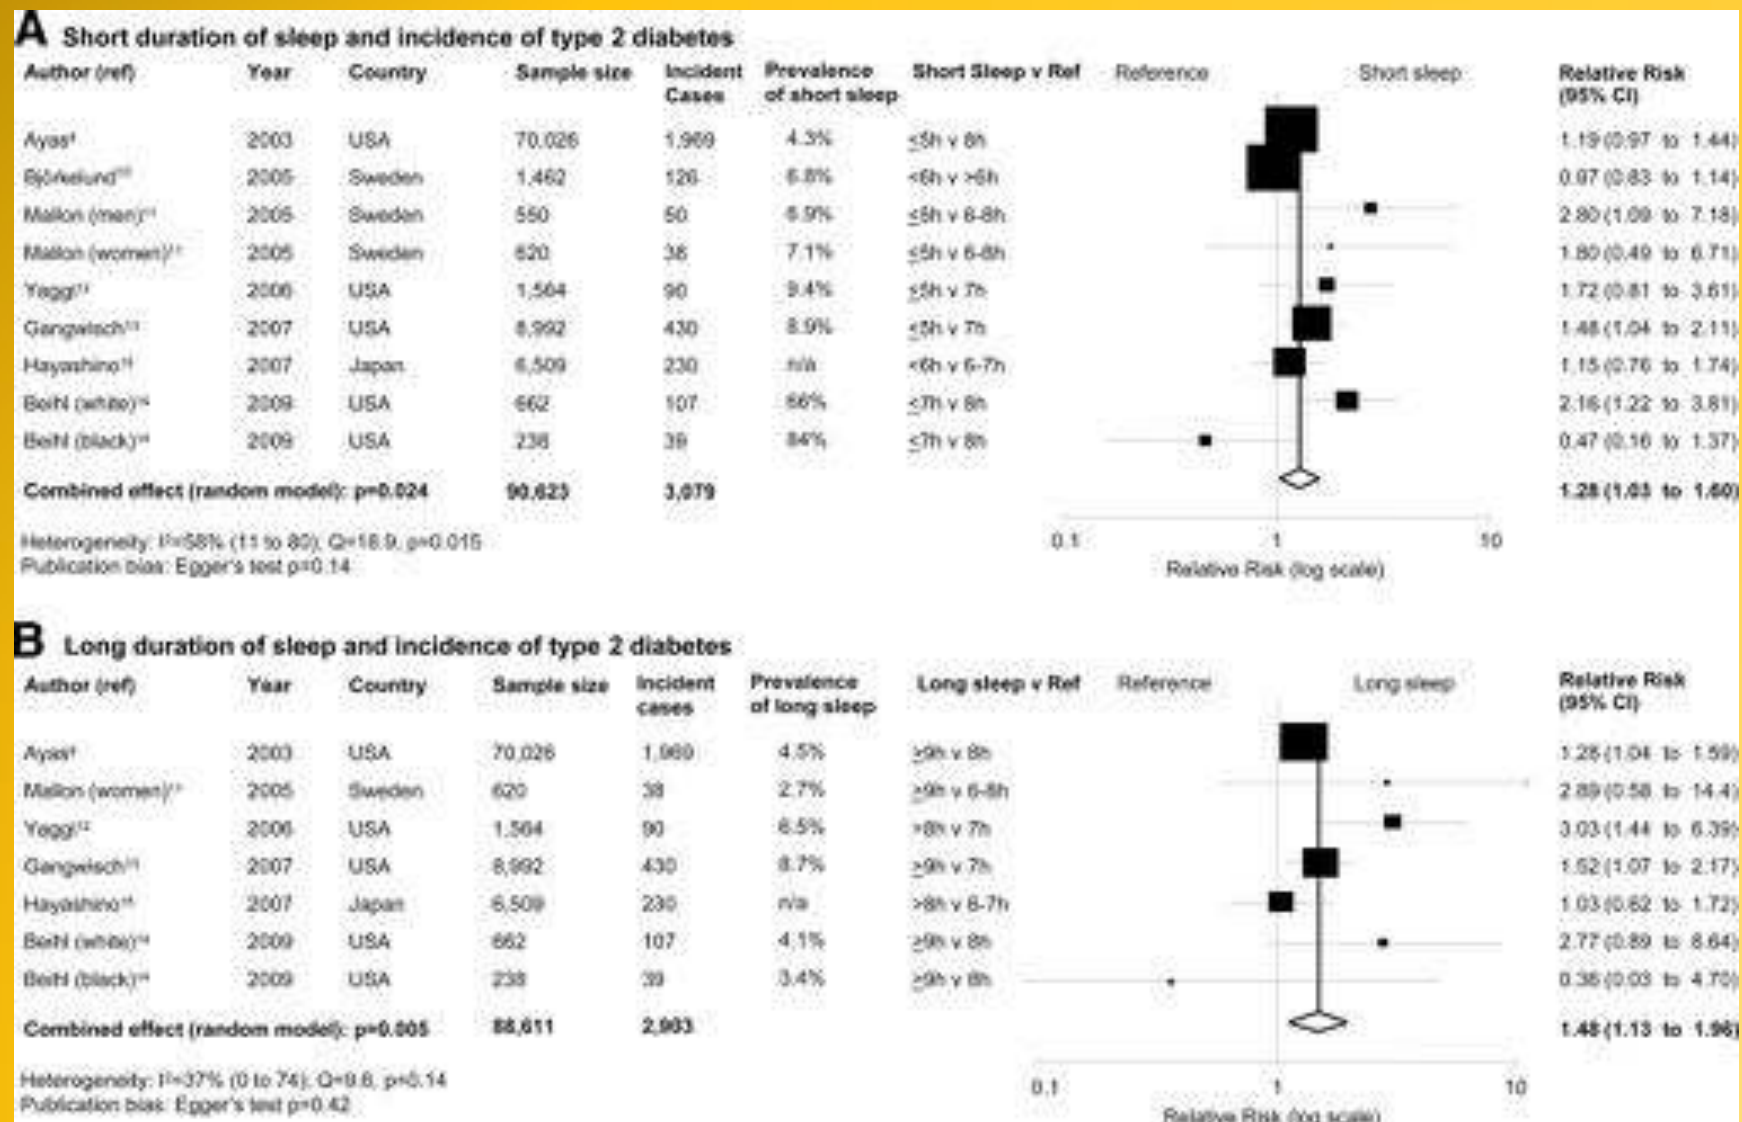 A Short duration of sleep and incidence of type 2 diabetes
Author (ref) Year Country Sample size Incident Cases Prevalence of short sleep Short Sleep v Ref Reference Short sleep Relative Risk (95% CI)
Ayas 2003 USA 70,026 1,969 4.3% ≤5h v 8h 1.19 (0.97 to 1.44)
Björkelund 2005 Sweden 1,462 126 6.8% <6h v >6h 0.97 (0.83 to 1.14)
Mallon (men) 2005 Sweden 550 50 6.9% ≤5h v 6-8h 2.80 (1.09 to 7.18)
Mallon (women) 2005 Sweden 620 38 7.1% ≤5h v 6-8h 1.80 (0.49 to 6.71)
Yaggi 2006 USA 1,564 90 9.4% ≤5h v 7h 1.72 (0.81 to 3.61)
Gangwisch 2007 USA 8,992 430 8.9% ≤5h v 7h 1.48 (1.04 to 2.11)
Hayashino 2007 Japan 6,509 230 n/a <6h v 6-7h 1.15 (0.76 to 1.74)
Beihl (white) 2009 USA 662 107 66% ≤7h v 8h 2.16 (1.22 to 3.81)
Beihl (black) 2009 USA 238 39 84% ≤7h v 8h 0.47 (0.16 to 1.37)
Combined effect (random model): p=0.024 90,623 3,079 1.28 (1.03 to 1.60)
Heterogeneity: I²=58% (11 to 80), Q=18.9, p=0.015
Publication bias: Egger's test p=0.14
0.1 1 10
Relative Risk (log scale)
B Long duration of sleep and incidence of type 2 diabetes
Author (ref) Year Country Sample size Incident cases Prevalence of long sleep Long sleep v Ref Reference Long sleep Relative Risk (95% CI)
Ayas 2003 USA 70,026 1,969 4.5% ≥9h v 8h 1.28 (1.04 to 1.59)
Mallon (women) 2005 Sweden 620 38 2.7% ≥9h v 6-8h 2.89 (0.58 to 14.4)
Yaggi 2006 USA 1,564 90 6.5% >8h v 7h 3.03 (1.44 to 6.39)
Gangwisch 2007 USA 8,992 430 8.7% ≥9h v 7h 1.52 (1.07 to 2.17)
Hayashino 2007 Japan 6,509 230 n/a >8h v 6-7h 1.03 (0.62 to 1.72)
Beihl (white) 2009 USA 662 107 4.1% ≥9h v 8h 2.77 (0.89 to 8.64)
Beihl (black) 2009 USA 238 39 3.4% ≥9h v 8h 0.36 (0.03 to 4.70)
Combined effect (random model): p=0.005 88,611 2,903 1.48 (1.13 to 1.96)
Heterogeneity: I²=37% (0 to 74), Q=9.6, p=0.14
Publication bias: Egger's test p=0.42
0.1 1 10
Relative Risk (log scale)